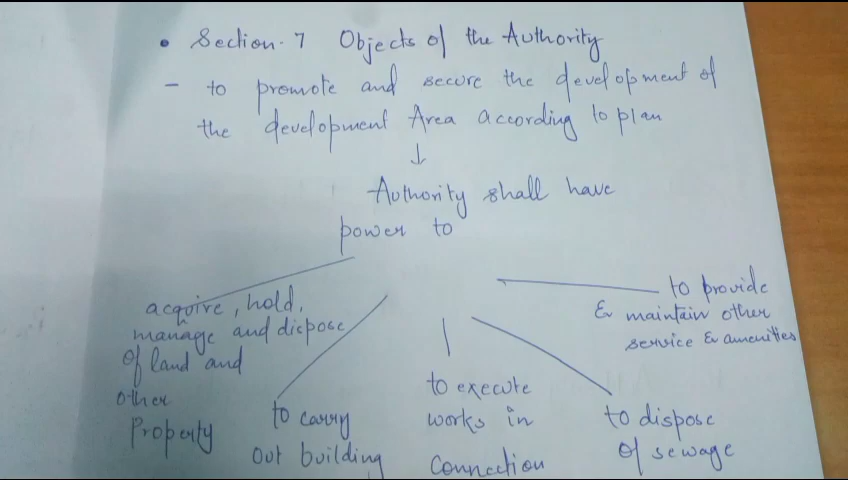 • Section. 7 Objects of the Authority
- to promote and secure the development of
the development Area according to plan
↓
Authority shall have
power to
acquire, hold,
manage and dispose
of land and
other
Property
to carry
out building
to execute
works in
connection
to dispose
of sewage
to provide
& maintain other
service & amenities